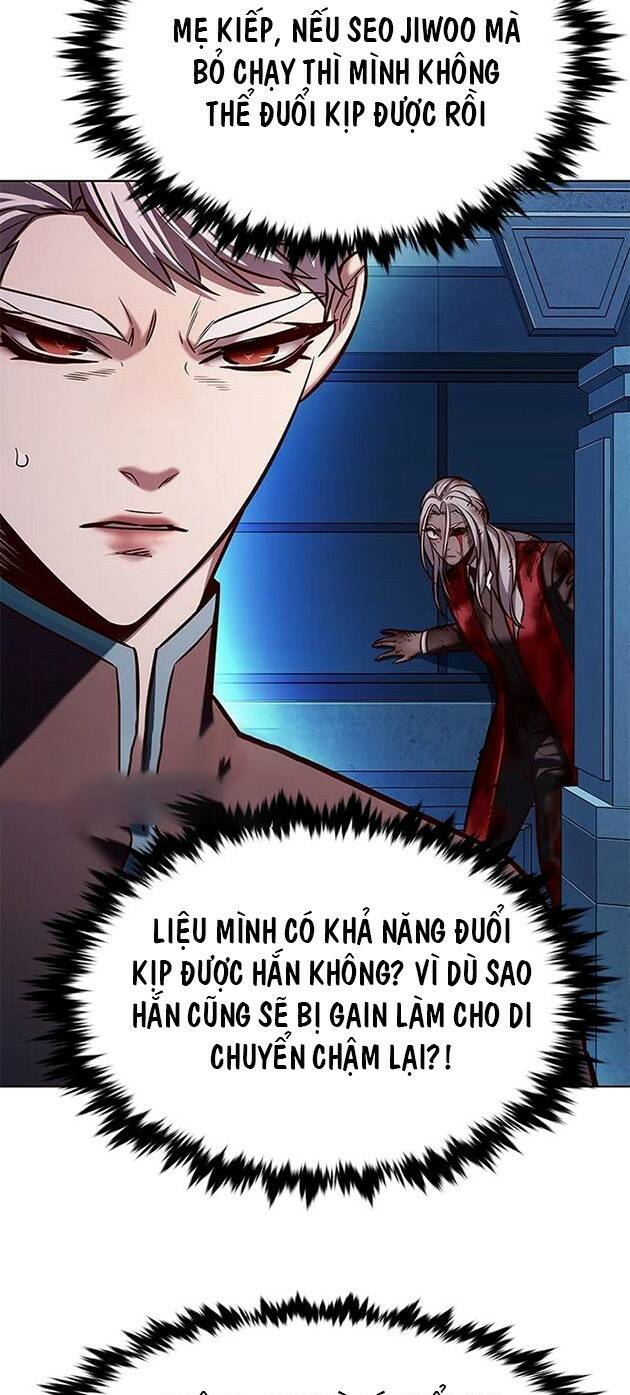 MẸ KIẾP, NẾU SEO JIWOO MÀ
BỎ CHẠY THÌ MÌNH KHÔNG
THỂ ĐUỔI KỊP ĐƯỢC RỒI
LIỆU MÌNH CÓ KHẢ NĂNG ĐUỔI
KỊP ĐƯỢC HẮN KHÔNG? VÌ DÙ SAO
HẮN CŨNG SẼ BỊ GAIN LÀM CHO DI
CHUYỂN CHẬM LẠI?!